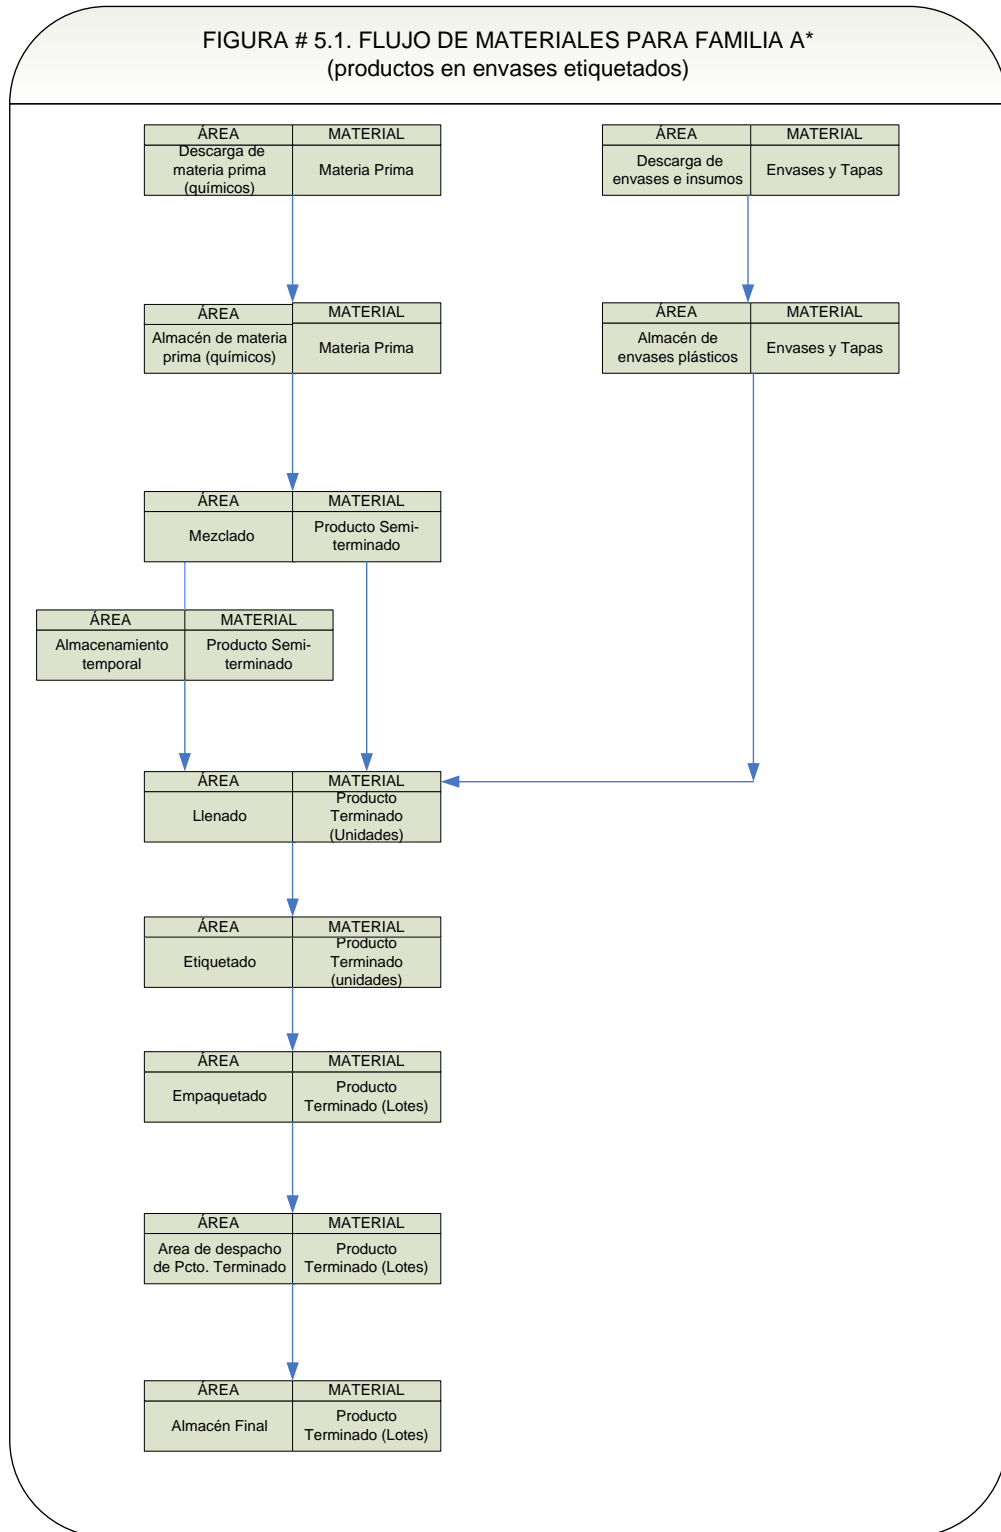 FIGURA # 5.1. FLUJO DE MATERIALES PARA FAMILIA A*
(productos en envases etiquetados)
ÁREA MATERIAL
Descarga de
materia prima
(químicos)
Materia Prima
ÁREA MATERIAL
Descarga de
envases e insumos
Envases y Tapas
ÁREA MATERIAL
Almacén de materia
prima (químicos)
Materia Prima
ÁREA MATERIAL
Almacén de
envases plásticos
Envases y Tapas
ÁREA MATERIAL
Mezclado
Producto Semi-
terminado
ÁREA MATERIAL
Almacenamiento
temporal
Producto Semi-
terminado
ÁREA MATERIAL
Llenado
Producto
Terminado
(Unidades)
ÁREA MATERIAL
Etiquetado
Producto
Terminado
(unidades)
ÁREA MATERIAL
Empaquetado
Producto
Terminado (Lotes)
ÁREA MATERIAL
Area de despacho
de Pcto. Terminado
Producto
Terminado (Lotes)
ÁREA MATERIAL
Almacén Final
Producto
Terminado (Lotes)